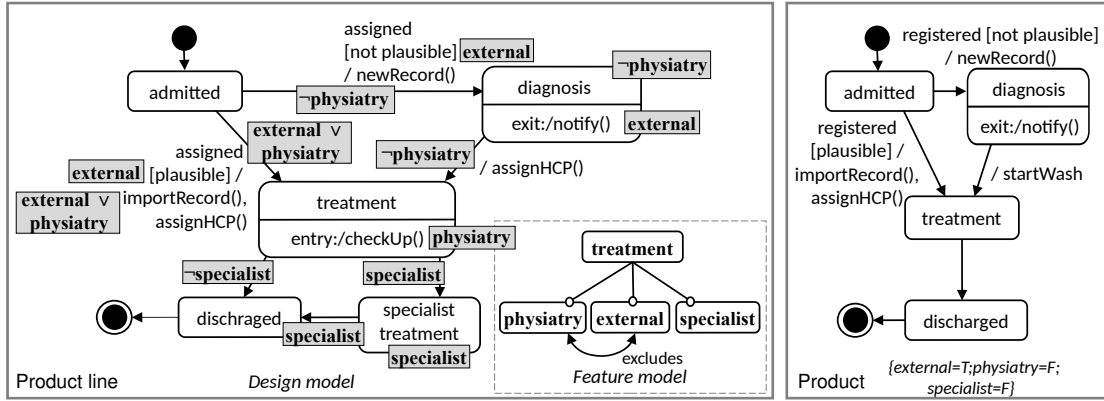 assigned
[not plausible] external
/ newRecord()
¬physiatry
admitted
¬physiatry
diagnosis
exit:/notify()
external
external ∨
physiatry
¬physiatry
/ assignHCP()
assigned
external [plausible] /
importRecord(),
external ∨
physiatry
assignHCP()
treatment
entry:/checkUp() physiatry
¬specialist
specialist
dischraged
specialist
specialist
treatment
specialist
treatment
physiatry
external
specialist
excludes
Product line
Design model
Feature model
registered [not plausible]
/ newRecord()
admitted
diagnosis
exit:/notify()
registered
[plausible] /
importRecord(),
assignHCP()
/ startWash
treatment
discharged
Product
{external=T;physiatry=F;
specialist=F}